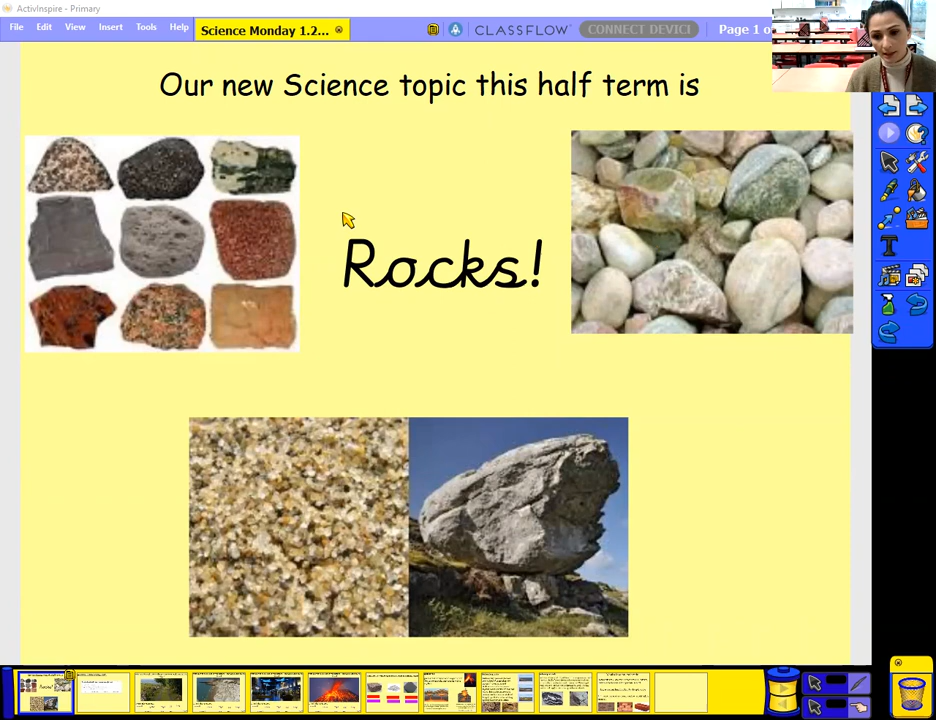 ActivInspire - Primary
File Edit View Insert Tools Help Science Monday 1.2... CLASSFLOW CONNECT DEVICI Page 1 o
Our new Science topic this half term is
Rocks!